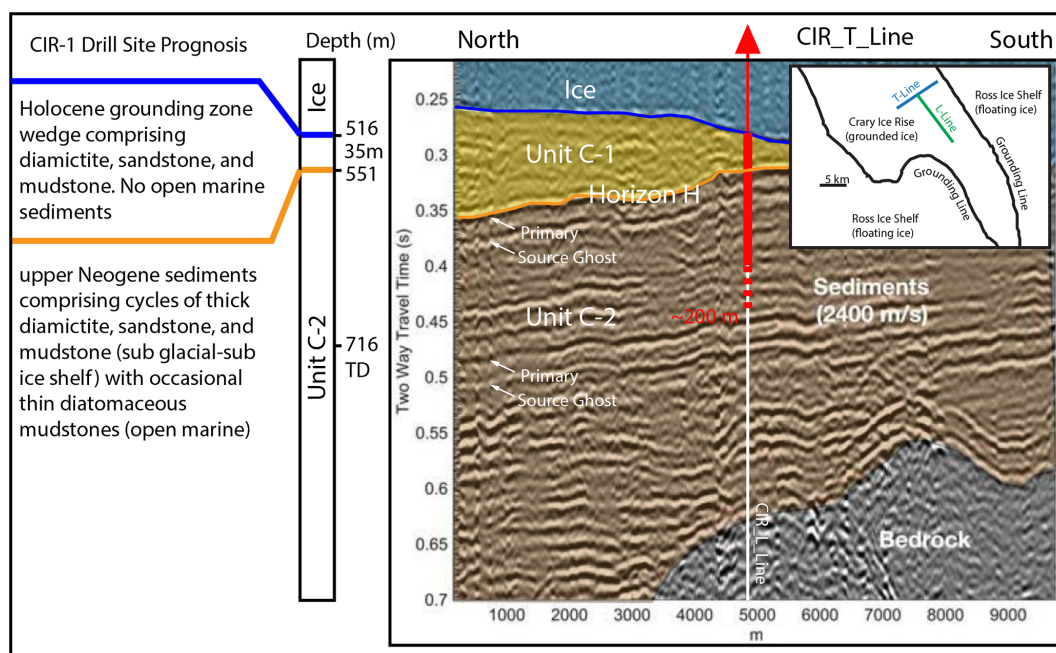 CIR-1 Drill Site Prognosis
Holocene grounding zone
wedge comprising
diamictite, sandstone, and
mudstone. No open marine
sediments
upper Neogene sediments
comprising cycles of thick
diamictite, sandstone, and
mudstone (sub glacial-sub
ice shelf) with occasional
thin diatomaceous
mudstones (open marine)
Depth (m)
Ice
516
35m
551
Unit C-2
716
TD
North
CIR_T_Line
South
Ice
Unit C-1
Horizon H
Primary
Source Ghost
Unit C-2
~200 m
Sediments
(2400 m/s)
Primary
Source Ghost
CIR_L_Line
Bedrock
Two Way Travel Time (s)
0.25
0.3
0.35
0.4
0.45
0.5
0.55
0.6
0.65
0.7
1000
2000
3000
4000
5000
6000
7000
8000
9000
m
T-Line
L-Line
Ross Ice Shelf
(floating ice)
Crary Ice Rise
(grounded ice)
5 km
Grounding Line
Grounding Line
Ross Ice Shelf
(floating ice)